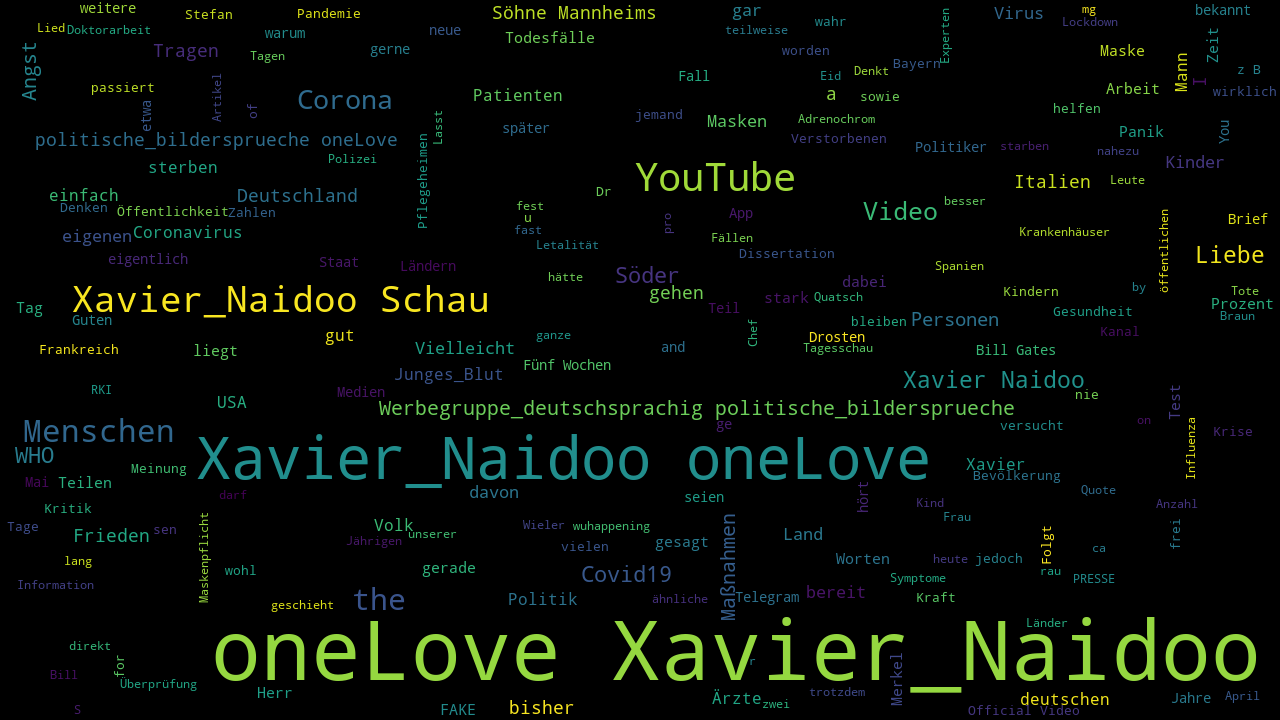 weitere
Stefan
Pandemie
Söhne Mannheims
gar
Virus
mg
bekannt
Lied
Doktorarbeit
warum
neue
Todesfälle
teilweise
wahr
Experten
Lockdown
Angst
Tragen
Tagen
gerne
worden
Bayern
Maske
Mann
Zeit
passiert
Artikel
Corona
Patienten
Fall
Eid
Denkt
Arbeit
I
z B
wirklich
etwa
of
a
sowie
helfen
politische_bildersprueche oneLove
Lasst
später
jemand
Masken
Adrenochrom
Verstorbenen
Politiker
starben
nahezu
Panik
You
sterben
Polizei
Pflegeheimen
YouTube
Kinder
einfach
Deutschland
Dr
Italien
Leute
Denken
Öffentlichkeit
Zahlen
fest
u
fast
pro
App
Video
besser
Brief
eigenen
Coronavirus
Letalität
Fällen
Krankenhäuser
öffentlichen
eigentlich
Staat
Ländern
hätte
Söder
Dissertation
Spanien
Liebe
Xavier_Naidoo Schau
gehen
stark
Quatsch
dabei
Kindern
by
Tote
Tag
Guten
Teil
Chef
bleiben
Personen
Gesundheit
Prozent
Braun
gut
ganze
Drosten
Kanal
Frankreich
liegt
Vielleicht
and
Tagesschau
Bill Gates
Fünf Wochen
RKI
USA
Medien
Junges_Blut
Xavier Naidoo
nie
Test
Werbegruppe_deutschsprachig politische_bildersprueche
ge
versucht
on
Influenza
Krise
Menschen
WHO
Meinung
Xavier_Naidoo oneLove
Xavier
Bevölkerung
Mai
Teilen
darf
davon
seien
hört
Kind
Quote
Anzahl
Kritik
Tage
Frieden
sen
Maskenpflicht
Volk
unserer
Jährigen
Wieler
wuhappening
Maßnahmen
Frau
Land
Folgt
frei
lang
wohl
gerade
vielen
gesagt
Worten
heute
jedoch
ca
Information
geschieht
the
Covid19
Politik
ähnliche
Telegram
bereit
Symptome
Kraft
rau
PRESSE
Länder
direkt
for
oneLove Xavier_Naidoo
r
Bill
Überprüfung
Herr
Ärzte
zwei
trotzdem
Merkel
deutschen
Jahre
April
S
FAKE
bisher
Official Video